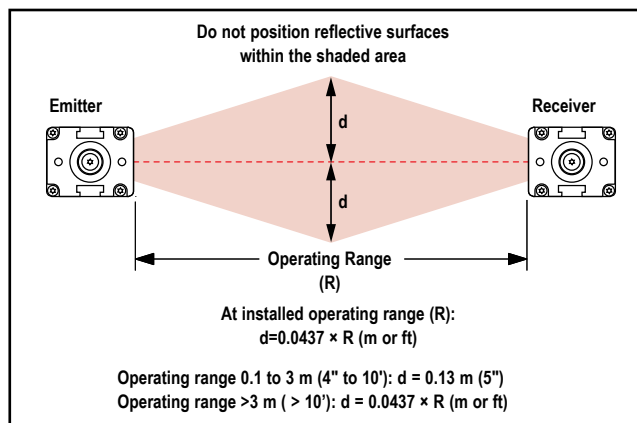 Do not position reflective surfaces
within the shaded area
Emitter
Receiver
d
d
Operating Range
(R)
At installed operating range (R):
d=0.0437 × R (m or ft)
Operating range 0.1 to 3 m (4" to 10'): d = 0.13 m (5")
Operating range >3 m ( > 10’): d = 0.0437 × R (m or ft)